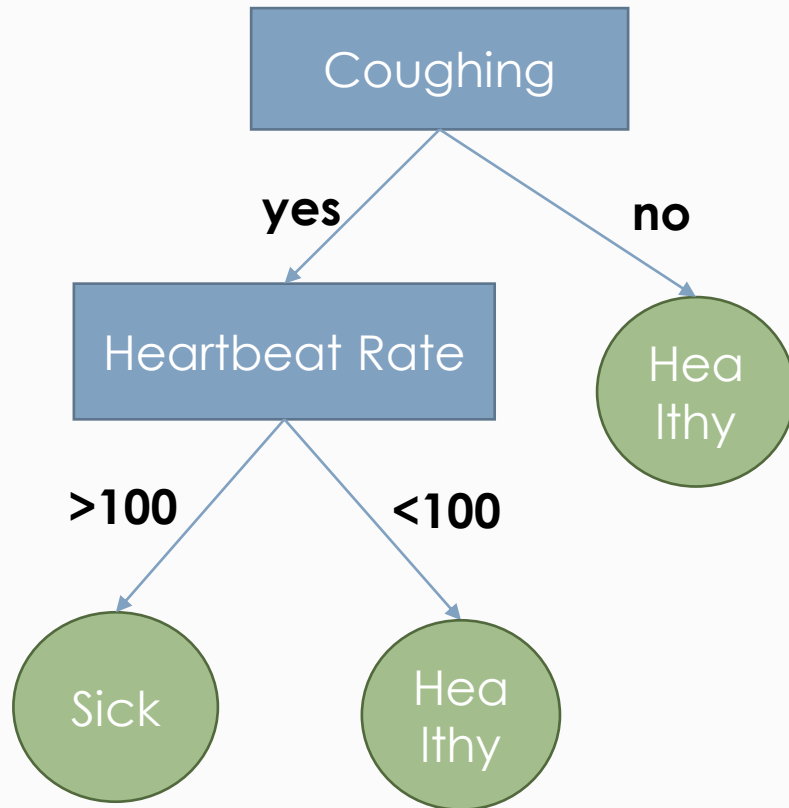 Coughing
yes
no
Heartbeat Rate
Hea
lthy
>100
<100
Sick
Hea
lthy